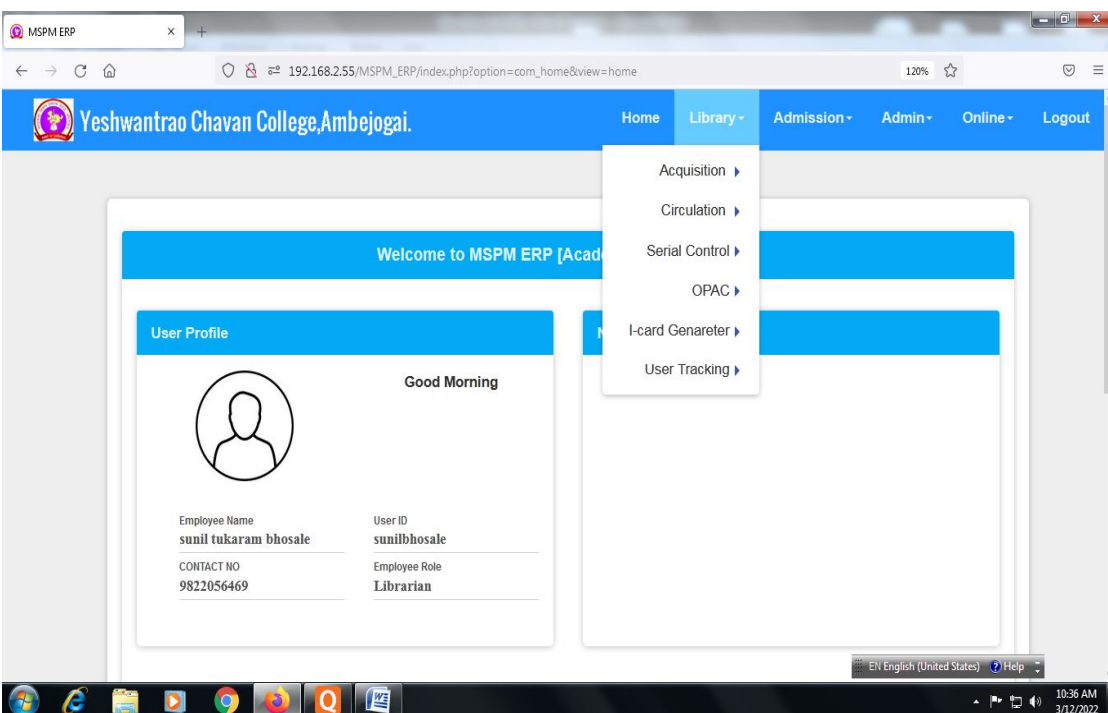 MSPM ERP
192.168.2.55/MSPM_ERP/index.php?option=com_home&view=home 120%
Yeshwantrao Chavan College,Ambejogai.
Home Library Admission Admin Online Logout
Acquisition
Circulation
Serial Control
OPAC
I-card Genareter
User Tracking
Welcome to MSPM ERP [Acad
User Profile
N
Good Morning
Employee Name User ID
sunil tukaram bhosale sunilbhosale
CONTACT NO Employee Role
9822056469 Librarian
EN English (United States) Help
10:36 AM
3/12/2022